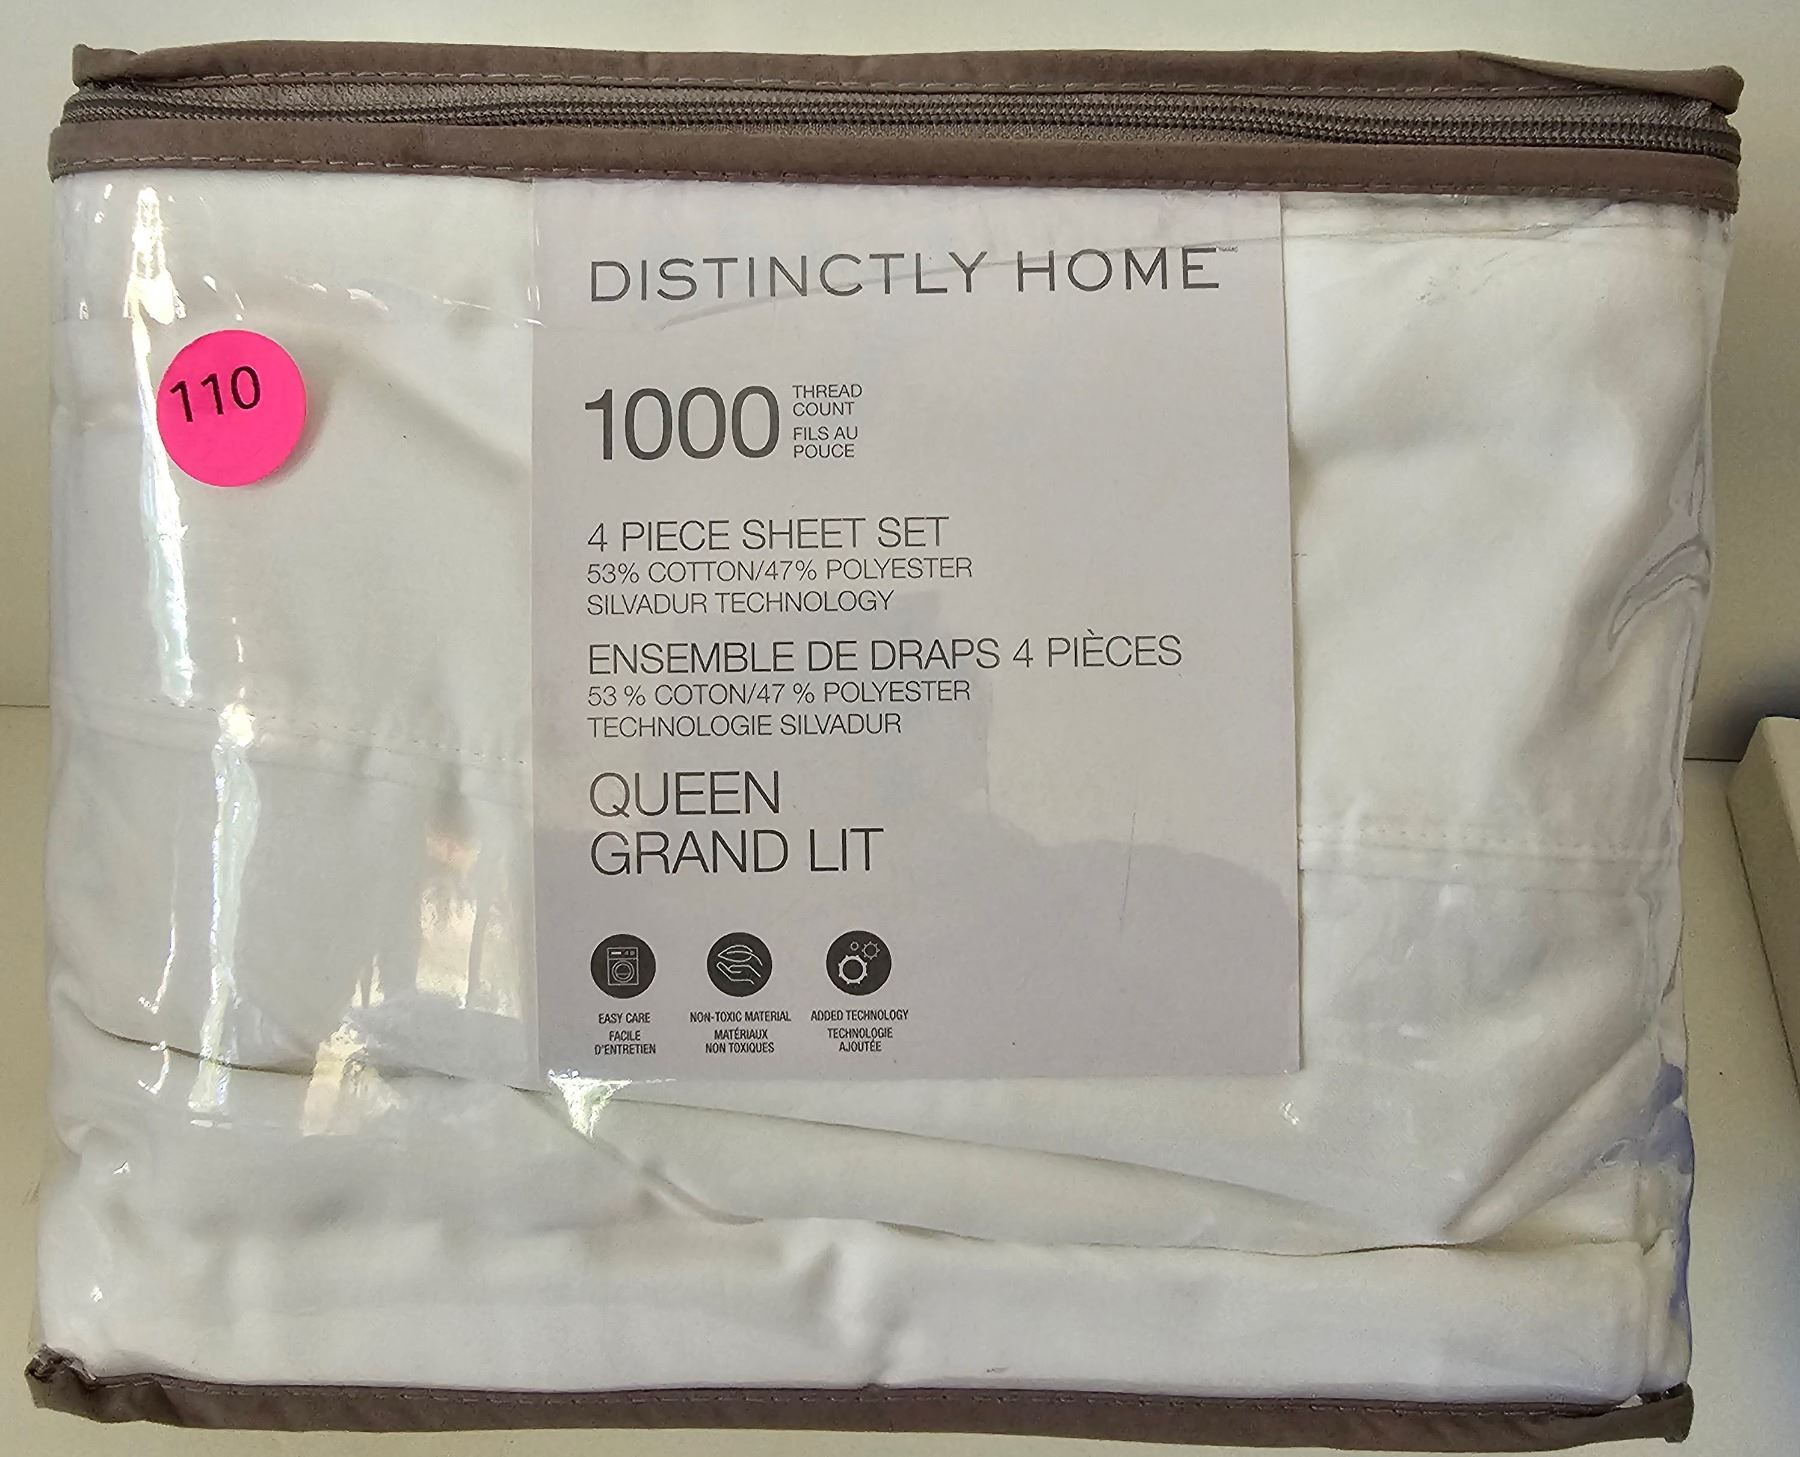 DISTINCTLY HOME
110
1000
THREAD
COUNT
FILS AU
POUCE
4 PIECE SHEET SET
53% COTTON/47% POLYESTER
SILVADUR TECHNOLOGY
ENSEMBLE DE DRAPS 4 PIÈCES
53 % COTON/47 % POLYESTER
TECHNOLOGIE SILVADUR
QUEEN
GRAND LIT
EASY CARE
FACILE
D'ENTRETIEN
NON-TOXIC MATERIAL
MATÉRIAUX
NON TOXIQUES
ADDED TECHNOLOGY
TECHNOLOGIE
AJOUTÉE